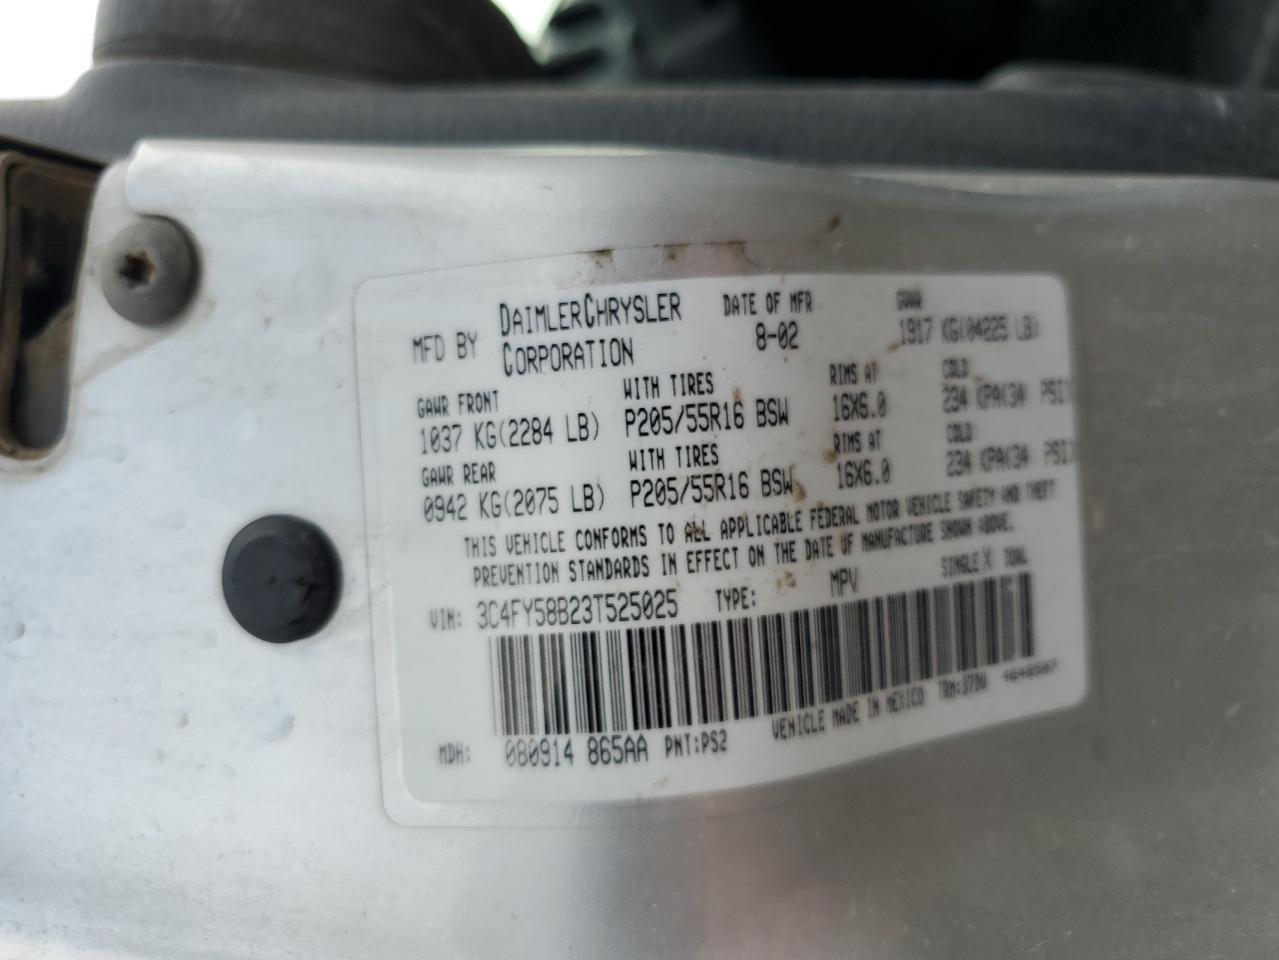 MFD BY DAIMLERCHRYSLER CORPORATION DATE OF MFR 8-02 GVWR 1917 KG(04225 LB)
GAWR FRONT WITH TIRES RIMS AT COLD
1037 KG(2284 LB) P205/55R16 BSW 16X6.0 234 KPA(34 PSI)
GAWR REAR WITH TIRES RIMS AT COLD
0942 KG(2075 LB) P205/55R16 BSW 16X6.0 234 KPA(34 PSI)
THIS VEHICLE CONFORMS TO ALL APPLICABLE FEDERAL MOTOR VEHICLE SAFETY AND THEFT
PREVENTION STANDARDS IN EFFECT ON THE DATE OF MANUFACTURE SHOWN ABOVE.
VIN: 3C4FY58B23T525025 TYPE: MPV SINGLE X DUAL
MDH: 080914 865AA PNT:PS2 VEHICLE MADE IN MEXICO